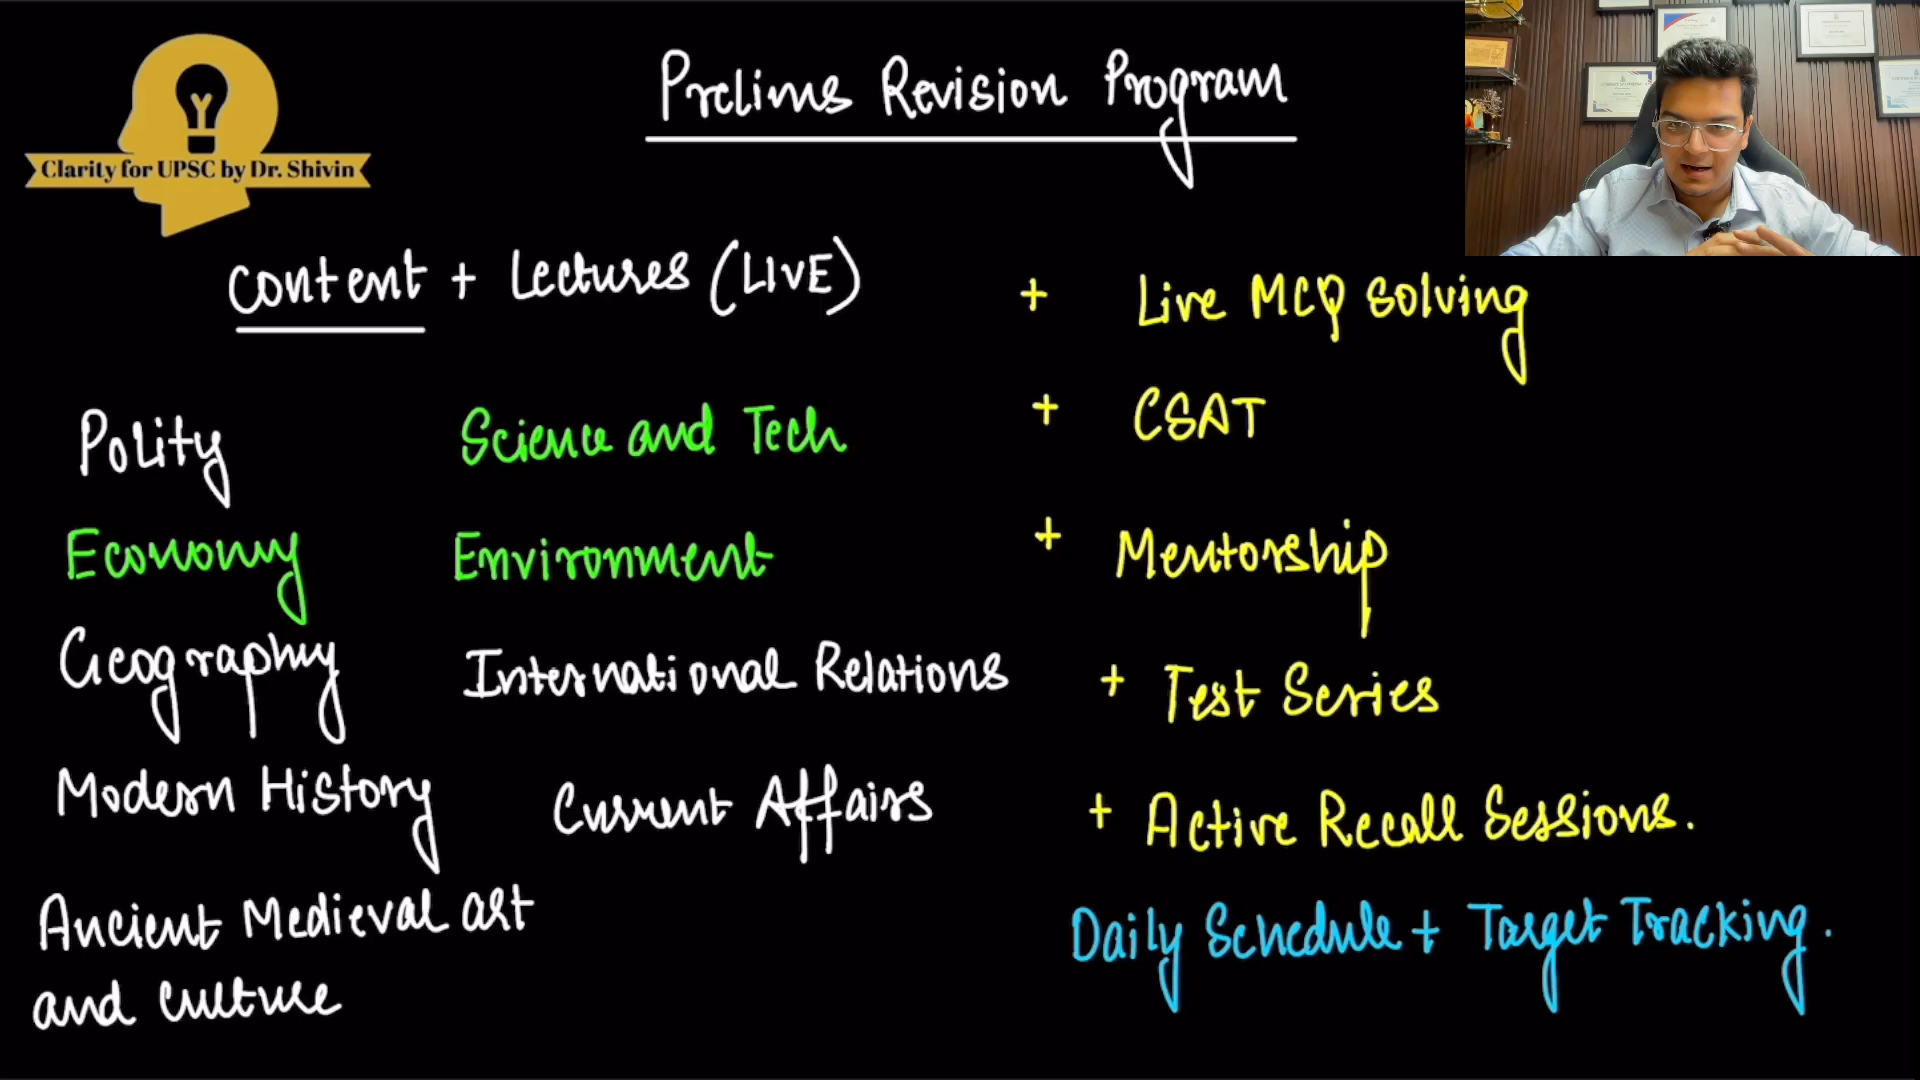 Prelims Revision Program
Y
Clarity for UPSC by Dr. Shivin
Content + Lectures (LIVE)
Polity
Science and Tech
Economy
Environment
Geography
International Relations
Modern History
Current Affairs
Ancient Medieval art
and culture
+ Live MCQ solving
+ CSAT
+ Mentorship
+ Test Series
+ Active Recall Sessions.
Daily Schedule + Target Tracking.